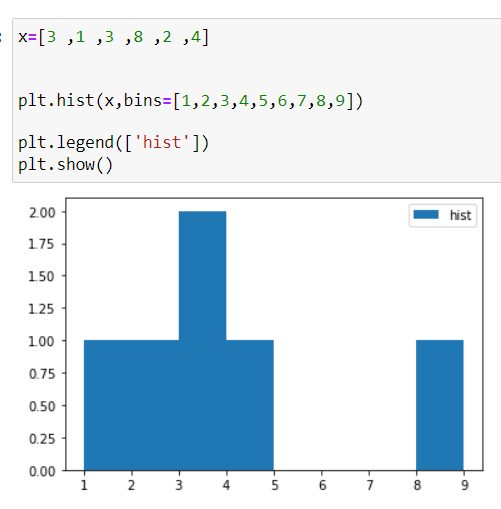 :
x=[3 ,1 ,3 ,8 ,2 ,4]
plt.hist(x,bins=[1,2,3,4,5,6,7,8,9])
plt.legend(['hist'])
plt.show()
hist
2.00
1.75
1.50
1.25
1.00
0.75
0.50
0.25
0.00
1 2 3 4 5 6 7 8 9